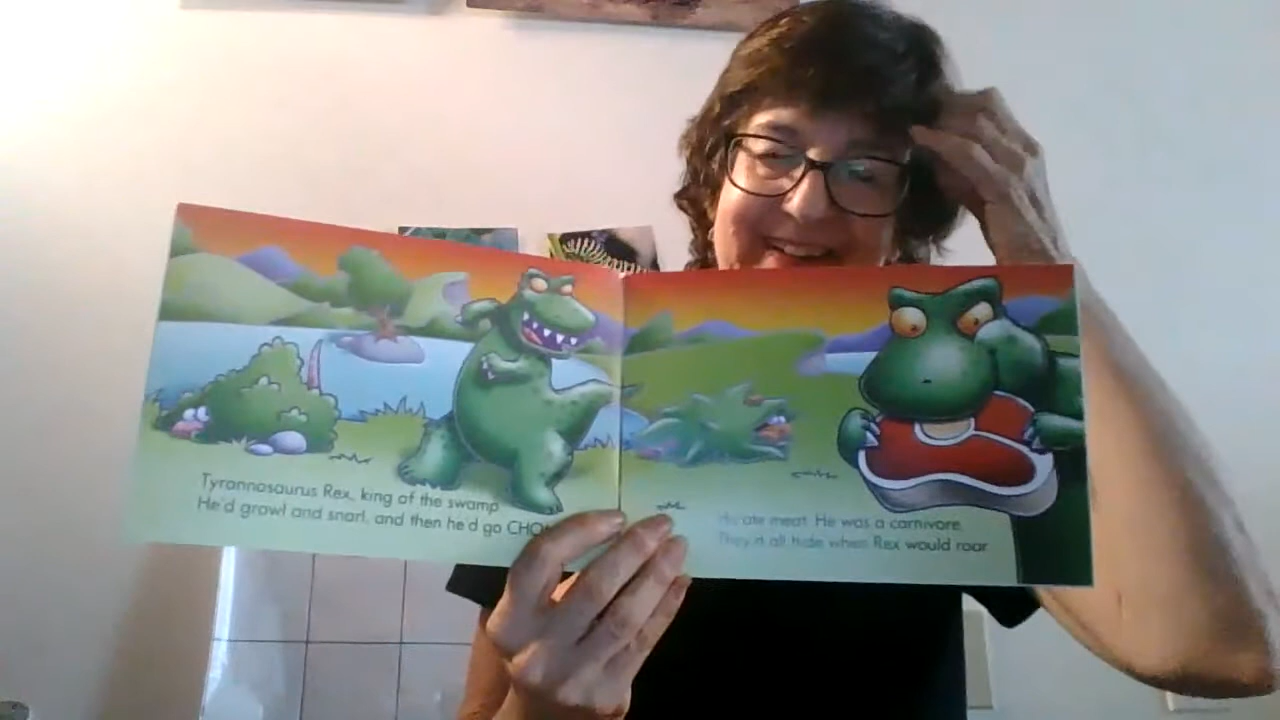 Tyrannosaurus Rex, king of the swamp
He'd growl and snarl, and then he'd go
ate meat. He was a carnivore.
They'd all hide when Rex would roar